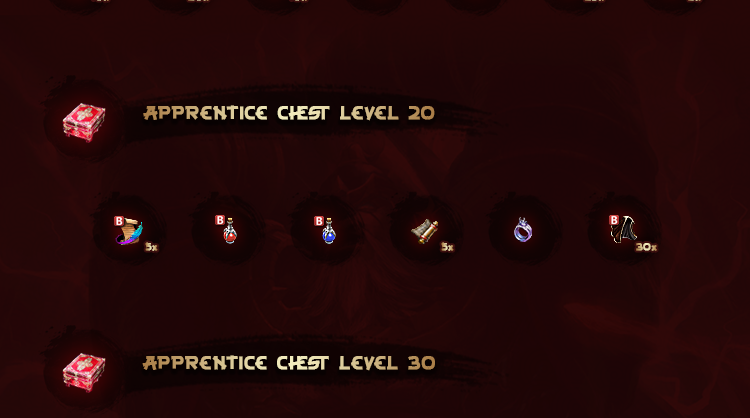 APPRENTICE CHEST LEVEL 20
B 5x B B 5x B 30x
APPRENTICE CHEST LEVEL 30